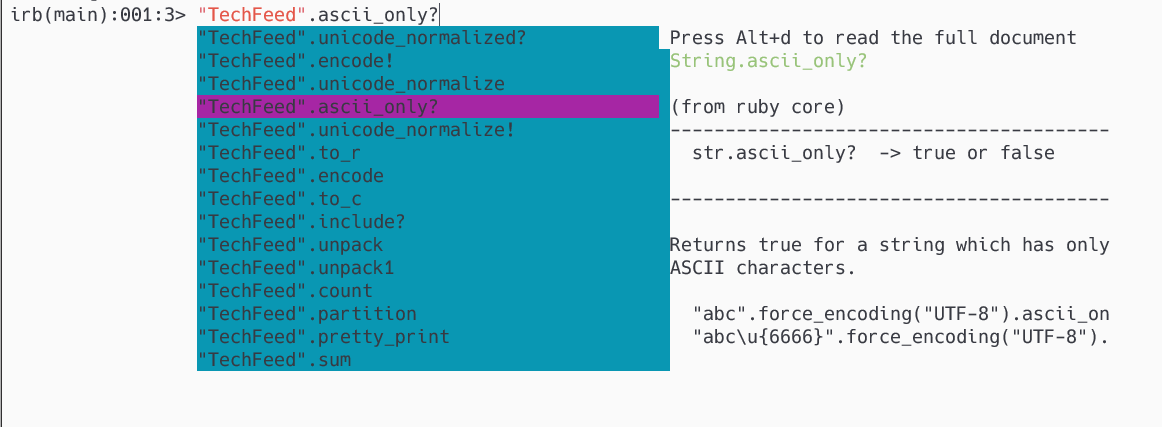 irb(main):001:3> "TechFeed".ascii_only?
"TechFeed".unicode_normalized? Press Alt+d to read the full document
"TechFeed".encode! String.ascii_only?
"TechFeed".unicode_normalize
"TechFeed".ascii_only? (from ruby core)
"TechFeed".unicode_normalize! ----------------------------------------
"TechFeed".to_r str.ascii_only?  -> true or false
"TechFeed".encode
"TechFeed".to_c ----------------------------------------
"TechFeed".include?
"TechFeed".unpack Returns true for a string which has only
"TechFeed".unpack1 ASCII characters.
"TechFeed".count
"TechFeed".partition "abc".force_encoding("UTF-8").ascii_on
"TechFeed".pretty_print "abc\u{6666}".force_encoding("UTF-8").
"TechFeed".sum